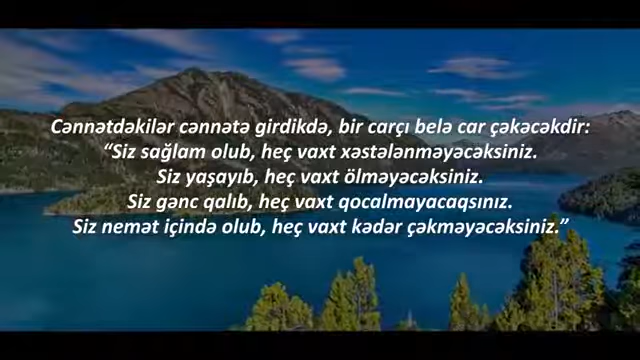 Cənnətdəkilər cənnətə girdikdə, bir carçı belə car çəkəcəkdir:
“Siz sağlam olub, heç vaxt xəstələnməyəcəksiniz.
Siz yaşayıb, heç vaxt ölməyəcəksiniz.
Siz gənc qalıb, heç vaxt qocalmayacaqsınız.
Siz nemət içində olub, heç vaxt kədər çəkməyəcəksiniz.”